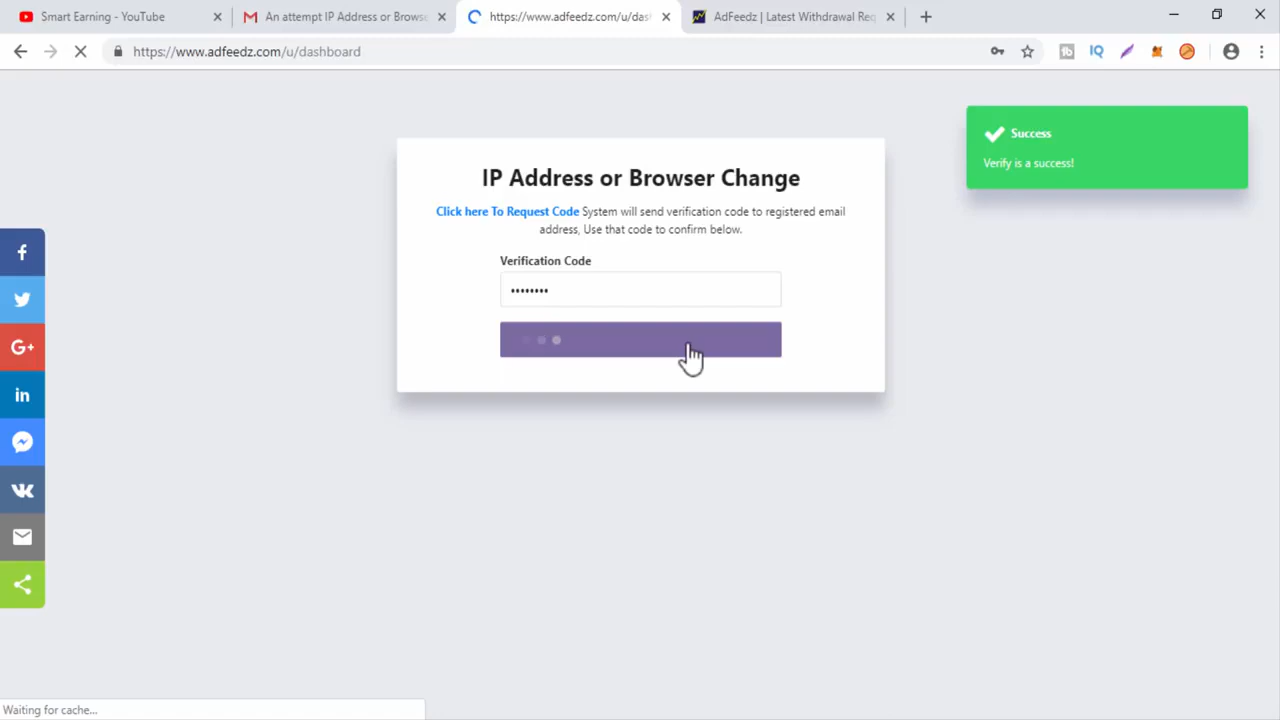 Smart Earning - YouTube
An attempt IP Address or Browse
https://www.adfeedz.com/u/das
AdFeedz | Latest Withdrawal Req
https://www.adfeedz.com/u/dashboard
tb
IQ
Success
Verify is a success!
IP Address or Browser Change
Click here To Request Code System will send verification code to registered email
address, Use that code to confirm below.
Verification Code
••••••••
f
G+
in
Waiting for cache...